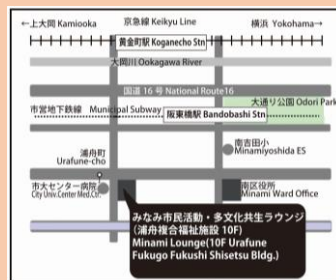 ←上大岡 Kamiooka 京急線 Keikyu Line 横浜 Yokohama→
黄金町駅 Koganecho Stn
大岡川 Ookagawa River
国道 16 号 National Route16
大通り公園 Odori Park
市営地下鉄線 Municipal Subway 阪東橋駅 Bandobashi Stn
浦舟町
Urafune-cho
南吉田小
Minamiyoshida ES
市大センター病院
City Univ. Center Med.Ctr.
南区役所
Minami Ward Office
みなみ市民活動・多文化共生ラウンジ
(浦舟複合福祉施設 10F)
Minami Lounge(10F Urafune
Fukugo Fukushi Shisetsu Bldg.)